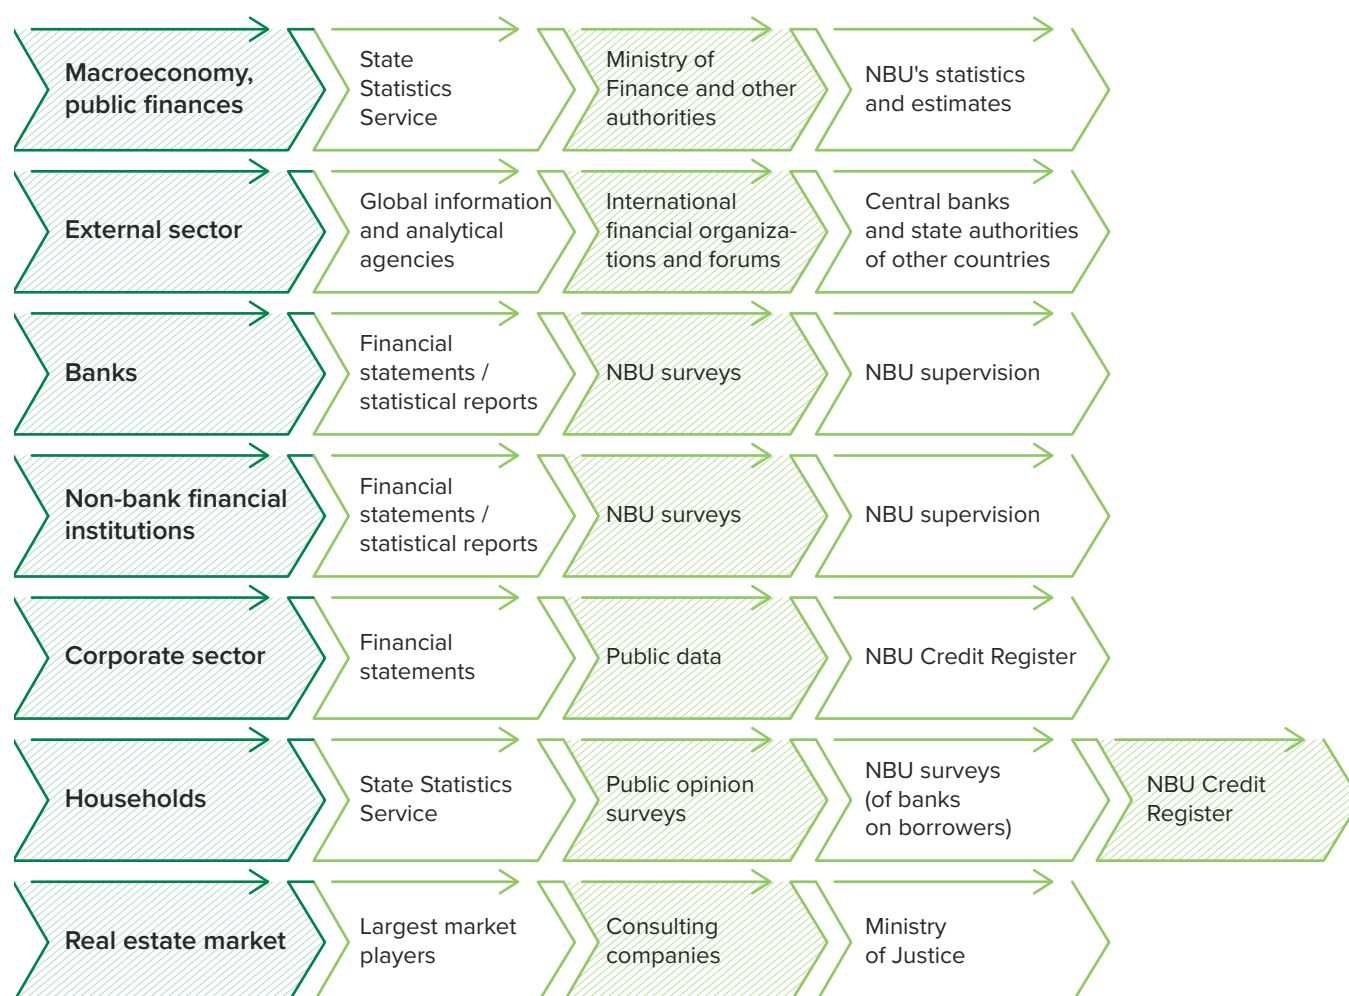 Macroeconomy,
public finances
State
Statistics
Service
Ministry of
Finance and other
authorities
NBU's statistics
and estimates
External sector
Global information
and analytical
agencies
International
financial organiza-
tions and forums
Central banks
and state authorities
of other countries
Banks
Financial
statements /
statistical reports
NBU surveys
NBU supervision
Non-bank financial
institutions
Financial
statements /
statistical reports
NBU surveys
NBU supervision
Corporate sector
Financial
statements
Public data
NBU Credit Register
Households
State Statistics
Service
Public opinion
surveys
NBU surveys
(of banks
on borrowers)
NBU Credit
Register
Real estate market
Largest market
players
Consulting
companies
Ministry
of Justice